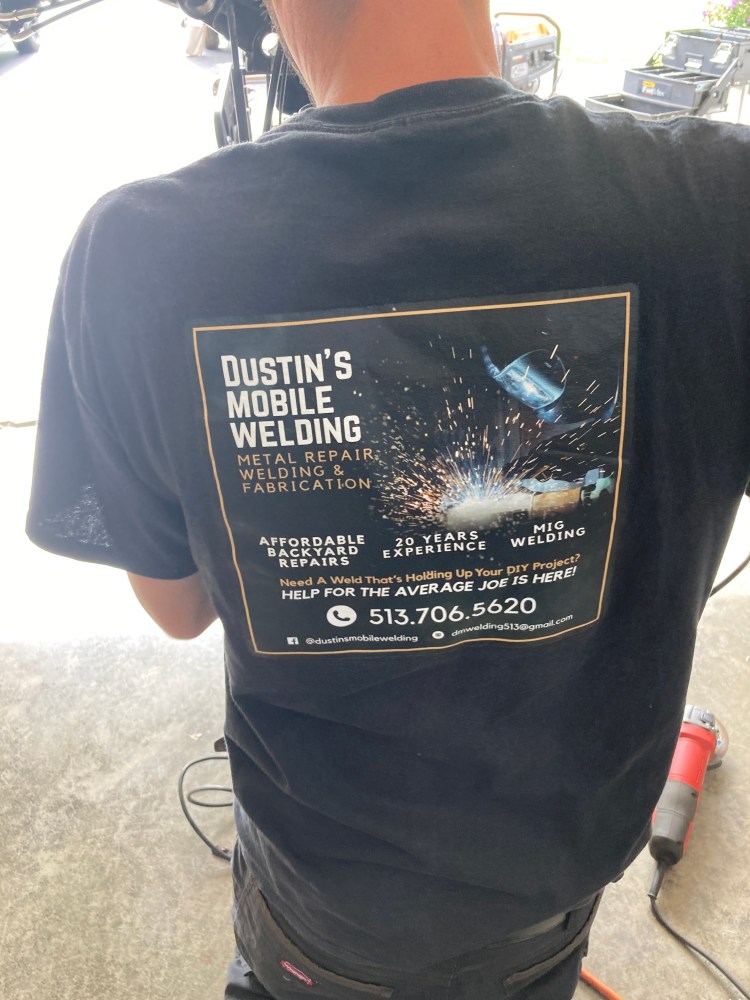 DUSTIN'S
MOBILE
WELDING
METAL REPAIR
WELDING &
FABRICATION
AFFORDABLE
BACKYARD
REPAIRS
20 YEARS
EXPERIENCE
MIG
WELDING
Need A Weld That's Holding Up Your DIY Project?
HELP FOR THE AVERAGE JOE IS HERE!
513.706.5620
@dustinsmobilewelding
dmwelding513@gmail.com